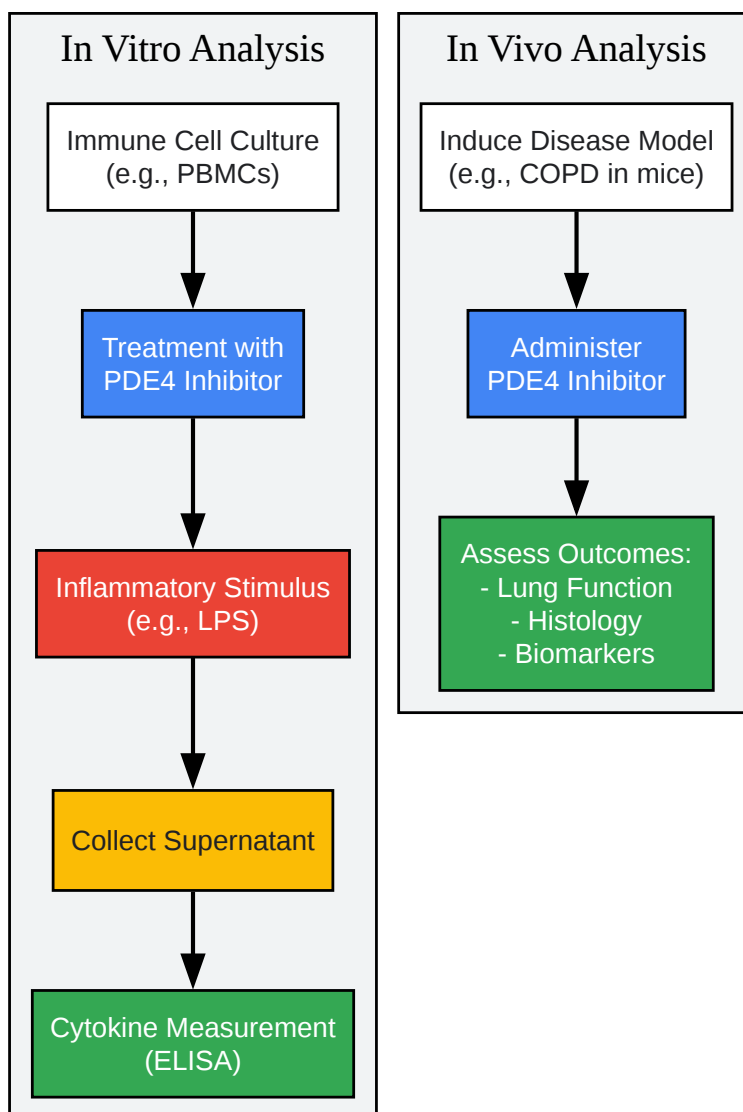 In Vitro Analysis
Immune Cell Culture
(e.g., PBMCs)
Treatment with
PDE4 Inhibitor
Inflammatory Stimulus
(e.g., LPS)
Collect Supernatant
Cytokine Measurement
(ELISA)
In Vivo Analysis
Induce Disease Model
(e.g., COPD in mice)
Administer
PDE4 Inhibitor
Assess Outcomes:
- Lung Function
- Histology
- Biomarkers